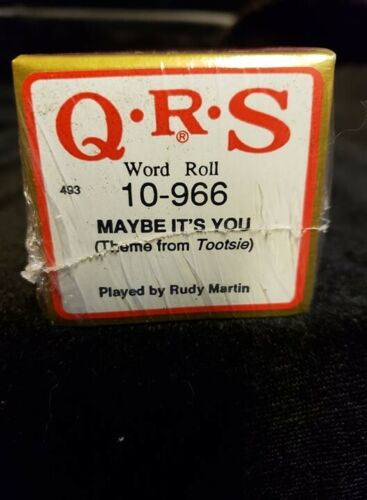 Q·R·S
®
Word Roll
493
10-966
MAYBE IT'S YOU
(Theme from Tootsie)
Played by Rudy Martin